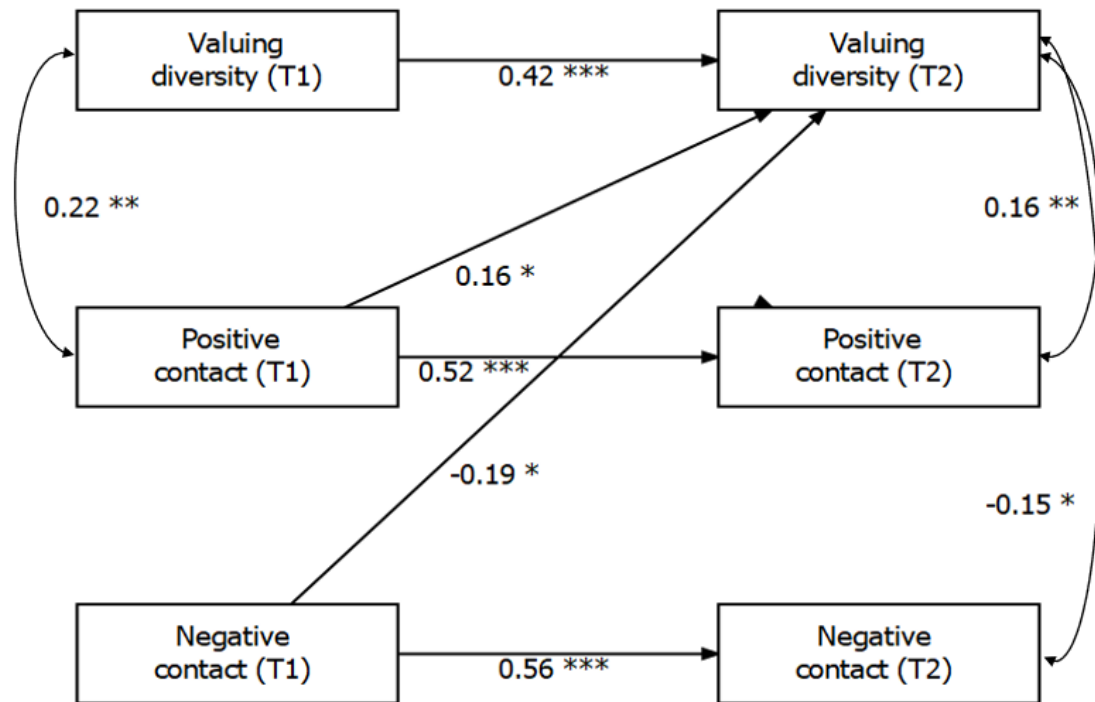 Valuing
diversity (T1)
0.42 ***
Valuing
diversity (T2)
0.22 **
0.16 **
0.16 *
Positive
contact (T1)
0.52 ***
Positive
contact (T2)
-0.19 *
-0.15 *
Negative
contact (T1)
0.56 ***
Negative
contact (T2)